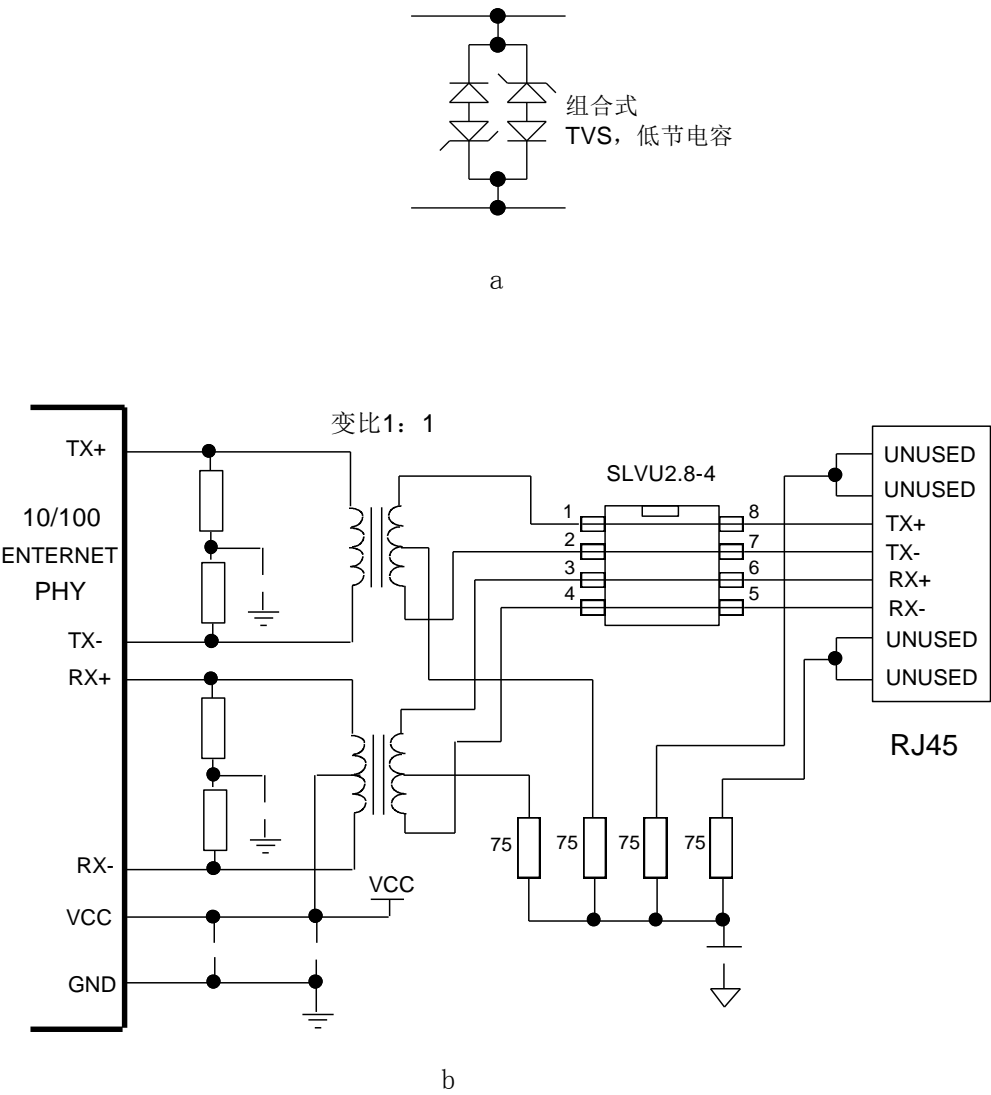 组合式
TVS，低节电容
a
变比1：1
TX+
10/100
ENTERNET
PHY
TX-
RX+
RX-
VCC
GND
VCC
SLVU2.8-4
1
2
3
4
8
7
6
5
UNUSED
UNUSED
TX+
TX-
RX+
RX-
UNUSED
UNUSED
RJ45
75
75
75
75
b